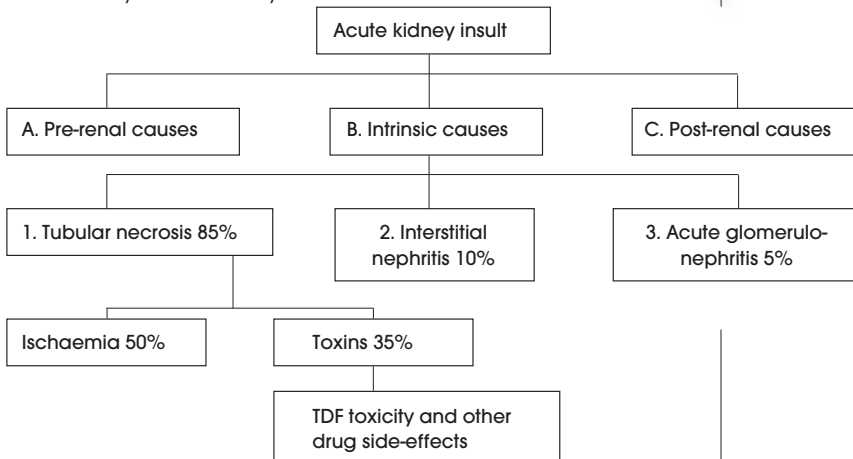 Acute kidney insult
A. Pre-renal causes
B. Intrinsic causes
C. Post-renal causes
1. Tubular necrosis 85%
2. Interstitial
nephritis 10%
3. Acute glomerulo-
nephritis 5%
Ischaemia 50%
Toxins 35%
TDF toxicity and other
drug side-effects